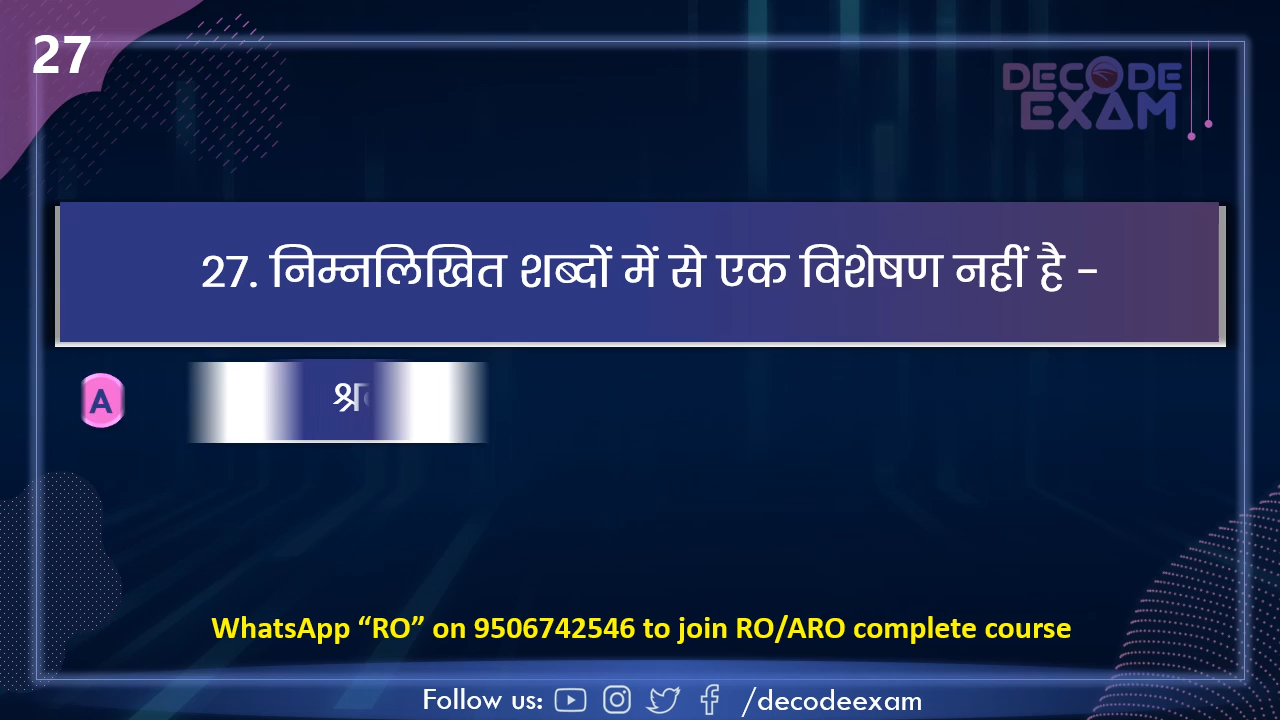 27
DECODE
EXAM
27. निम्नलिखित शब्दों में से एक विशेषण नहीं है -
A
WhatsApp “RO” on 9506742546 to join RO/ARO complete course
Follow us: /decodeexam